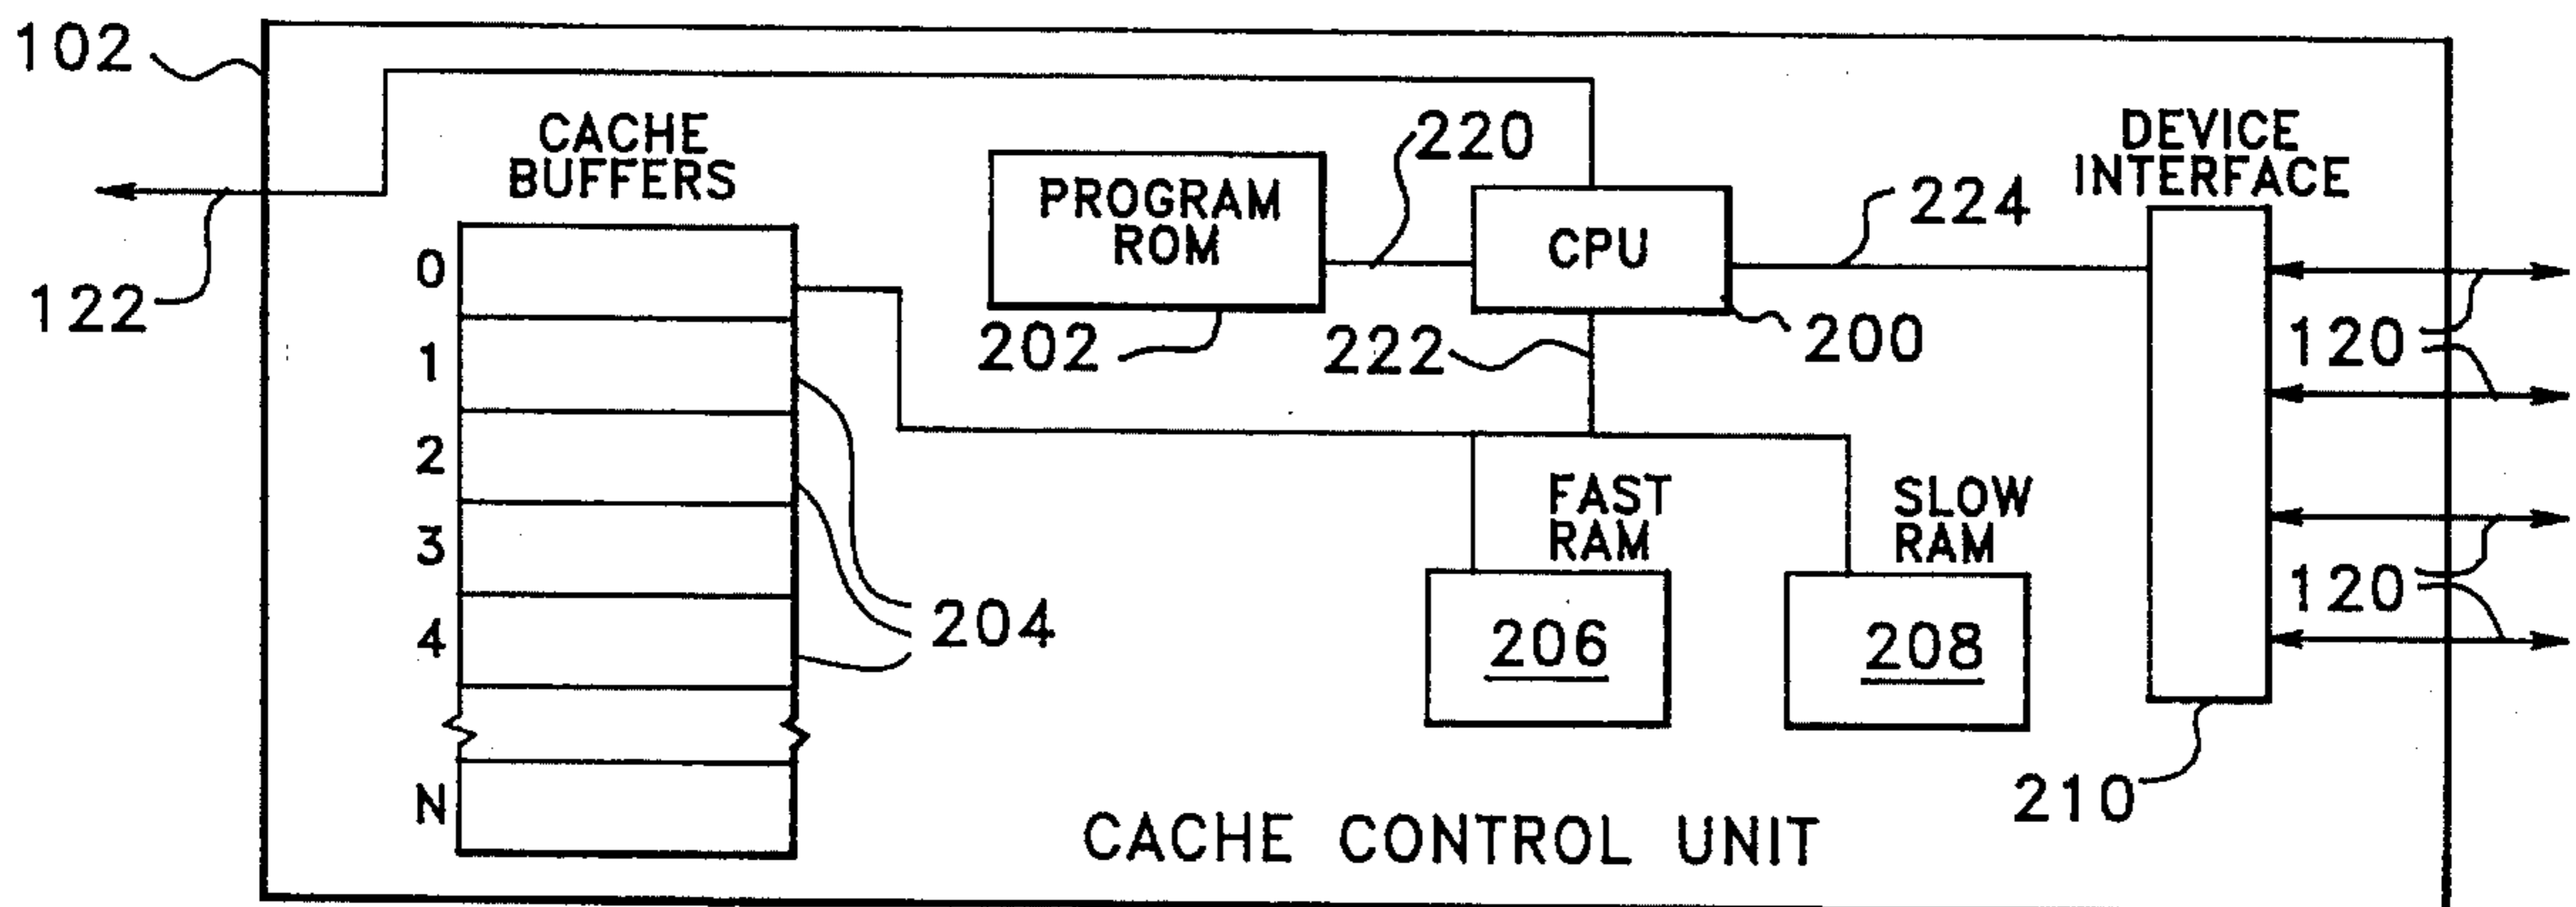 102
CACHE
BUFFERS
122
0
1
2
3
4
N
204
PROGRAM
ROM
202
220
CPU
200
222
224
FAST
RAM
206
SLOW
RAM
208
DEVICE
INTERFACE
120
120
210
CACHE CONTROL UNIT